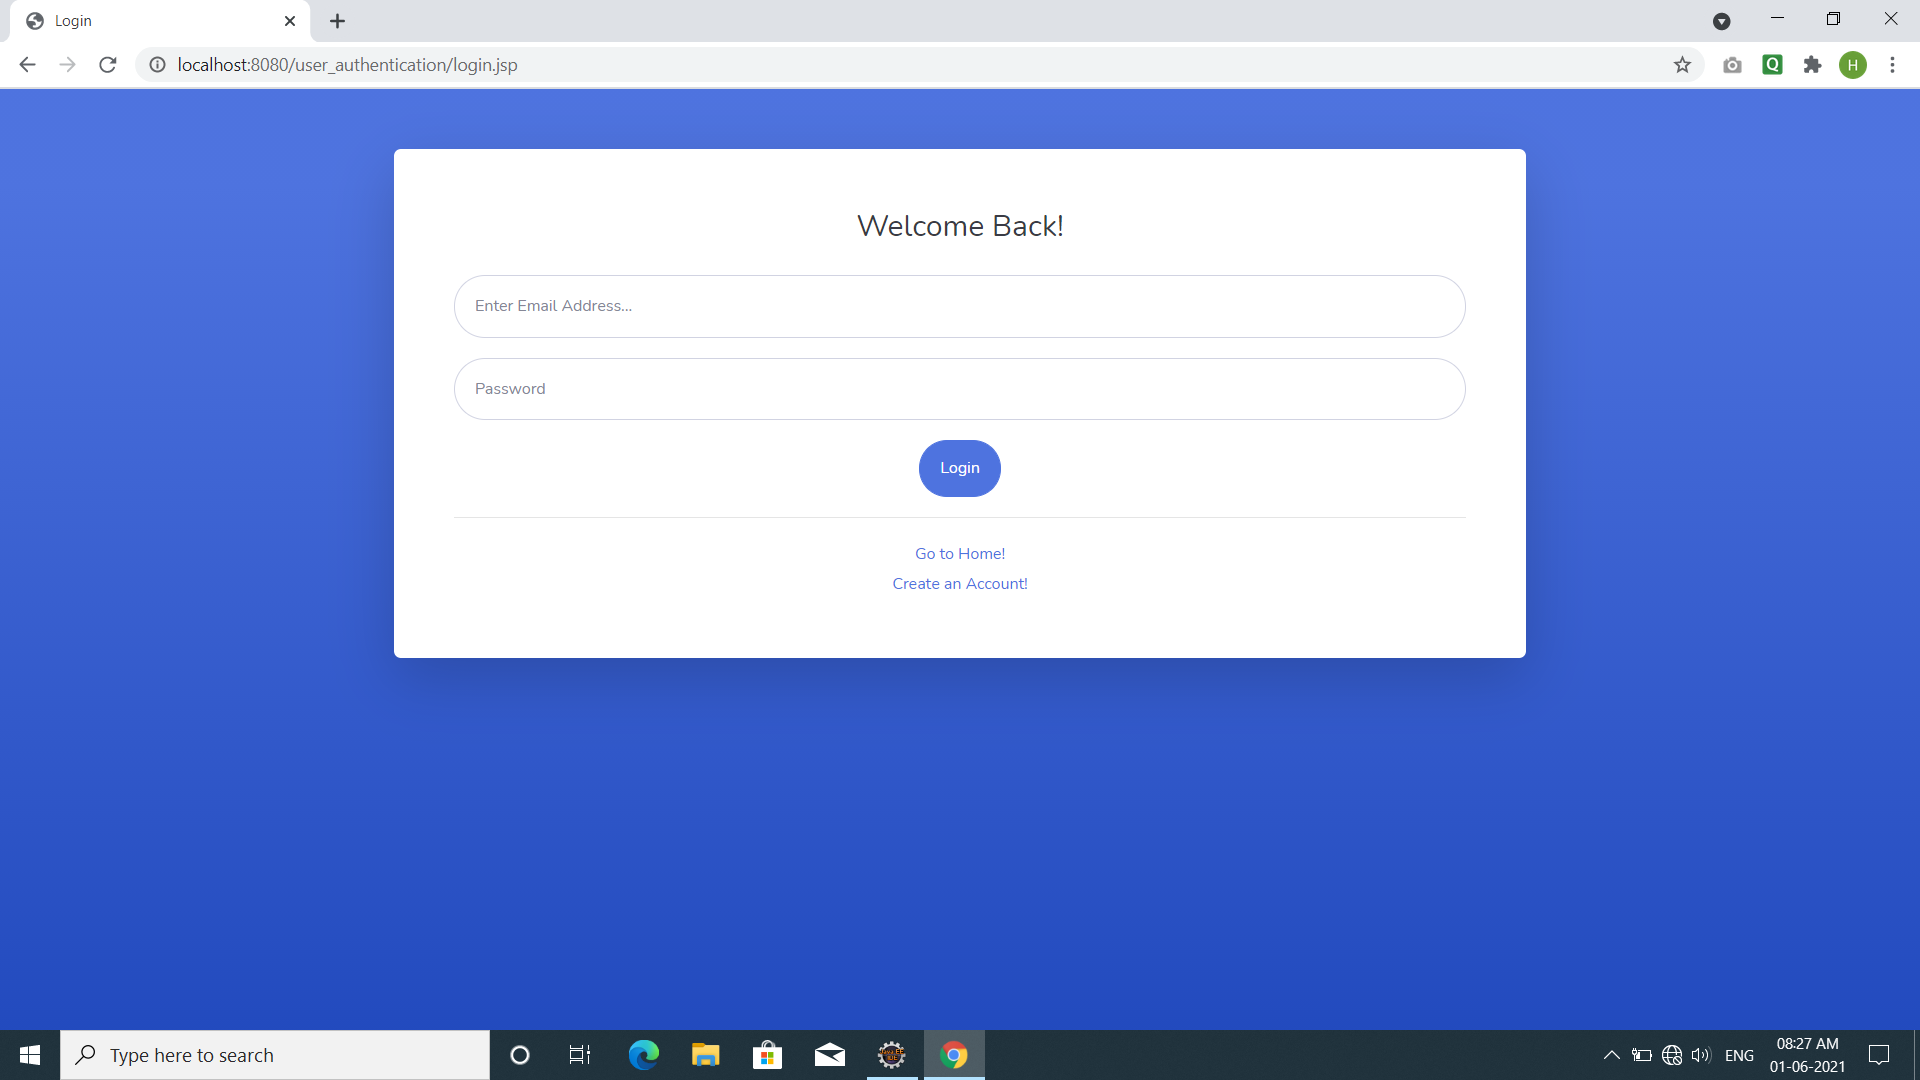 Login
localhost:8080/user_authentication/login.jsp
Q
H
Welcome Back!
Enter Email Address...
Password
Login
Go to Home!
Create an Account!
Type here to search
ENG
08:27 AM
01-06-2021